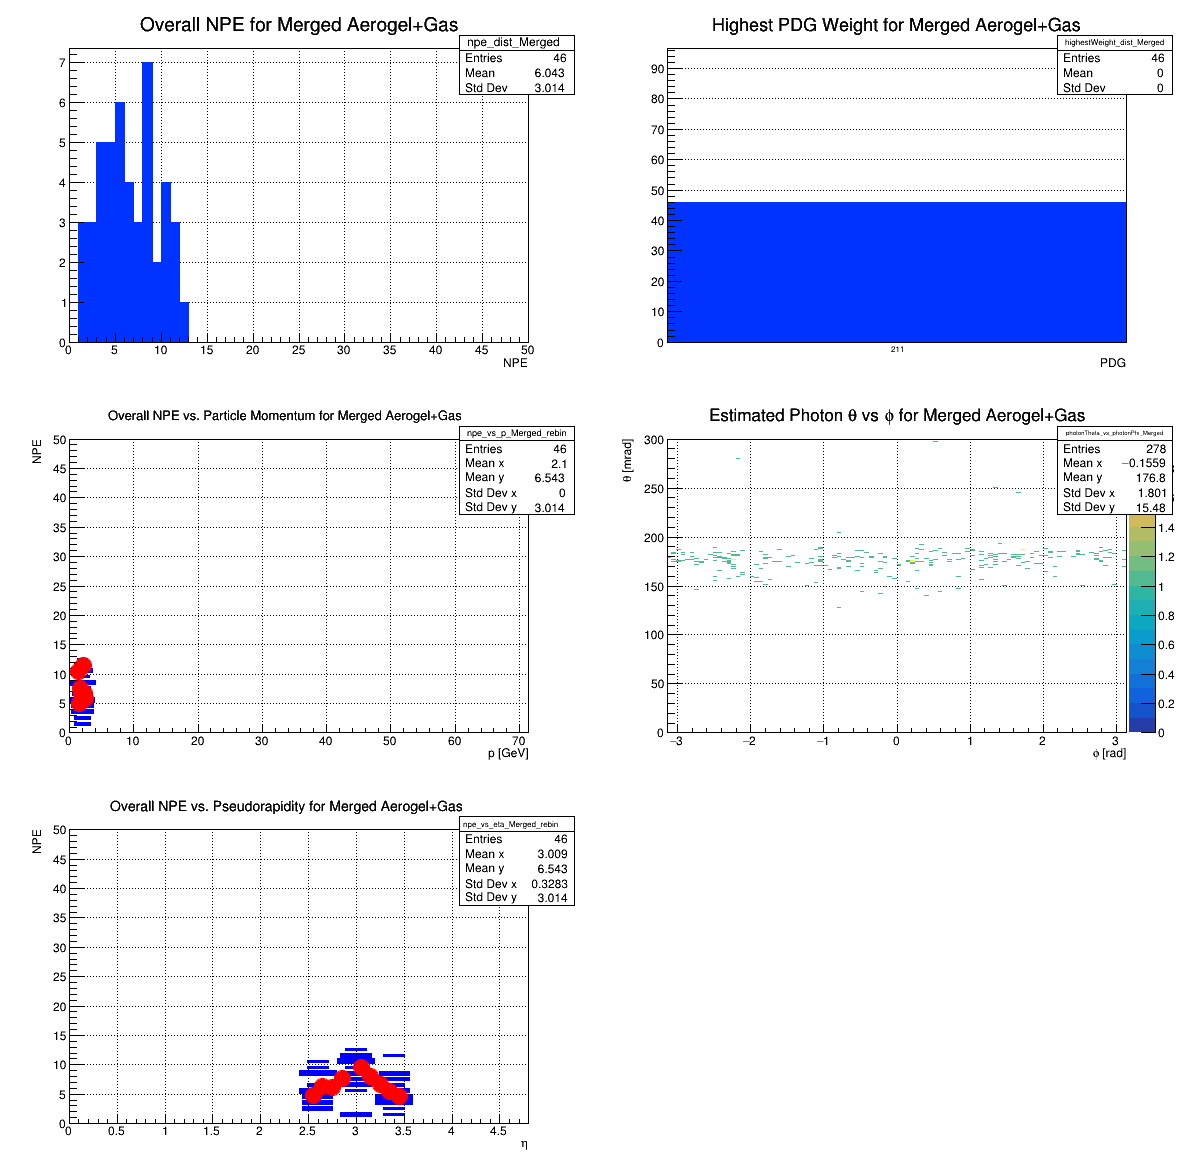 Overall NPE for Merged Aerogel+Gas
npe_dist_Merged
Entries 46
Mean 6.043
Std Dev 3.014
7
6
5
4
3
2
1
0
0 5 10 15 20 25 30 35 40 45 50
NPE
Highest PDG Weight for Merged Aerogel+Gas
highestWeight_dist_Merged
Entries 46
Mean 0
Std Dev 0
90
80
70
60
50
40
30
20
10
0
211
PDG
Overall NPE vs. Particle Momentum for Merged Aerogel+Gas
npe_vs_p_Merged_rebin
Entries 46
Mean x 2.1
Mean y 6.543
Std Dev x 0
Std Dev y 3.014
NPE
50
45
40
35
30
25
20
15
10
5
0
0 10 20 30 40 50 60 70
p [GeV]
Estimated Photon θ vs ϕ for Merged Aerogel+Gas
photonTheta_vs_photonPhi_Merged
Entries 278
Mean x −0.1559
Mean y 176.8
Std Dev x 1.801
Std Dev y 15.48
θ [mrad]
300
250
200
150
100
50
0
−3 −2 −1 0 1 2 3
ϕ [rad]
1.4
1.2
1
0.8
0.6
0.4
0.2
0
Overall NPE vs. Pseudorapidity for Merged Aerogel+Gas
npe_vs_eta_Merged_rebin
Entries 46
Mean x 3.009
Mean y 6.543
Std Dev x 0.3283
Std Dev y 3.014
NPE
50
45
40
35
30
25
20
15
10
5
0
0 0.5 1 1.5 2 2.5 3 3.5 4 4.5
η